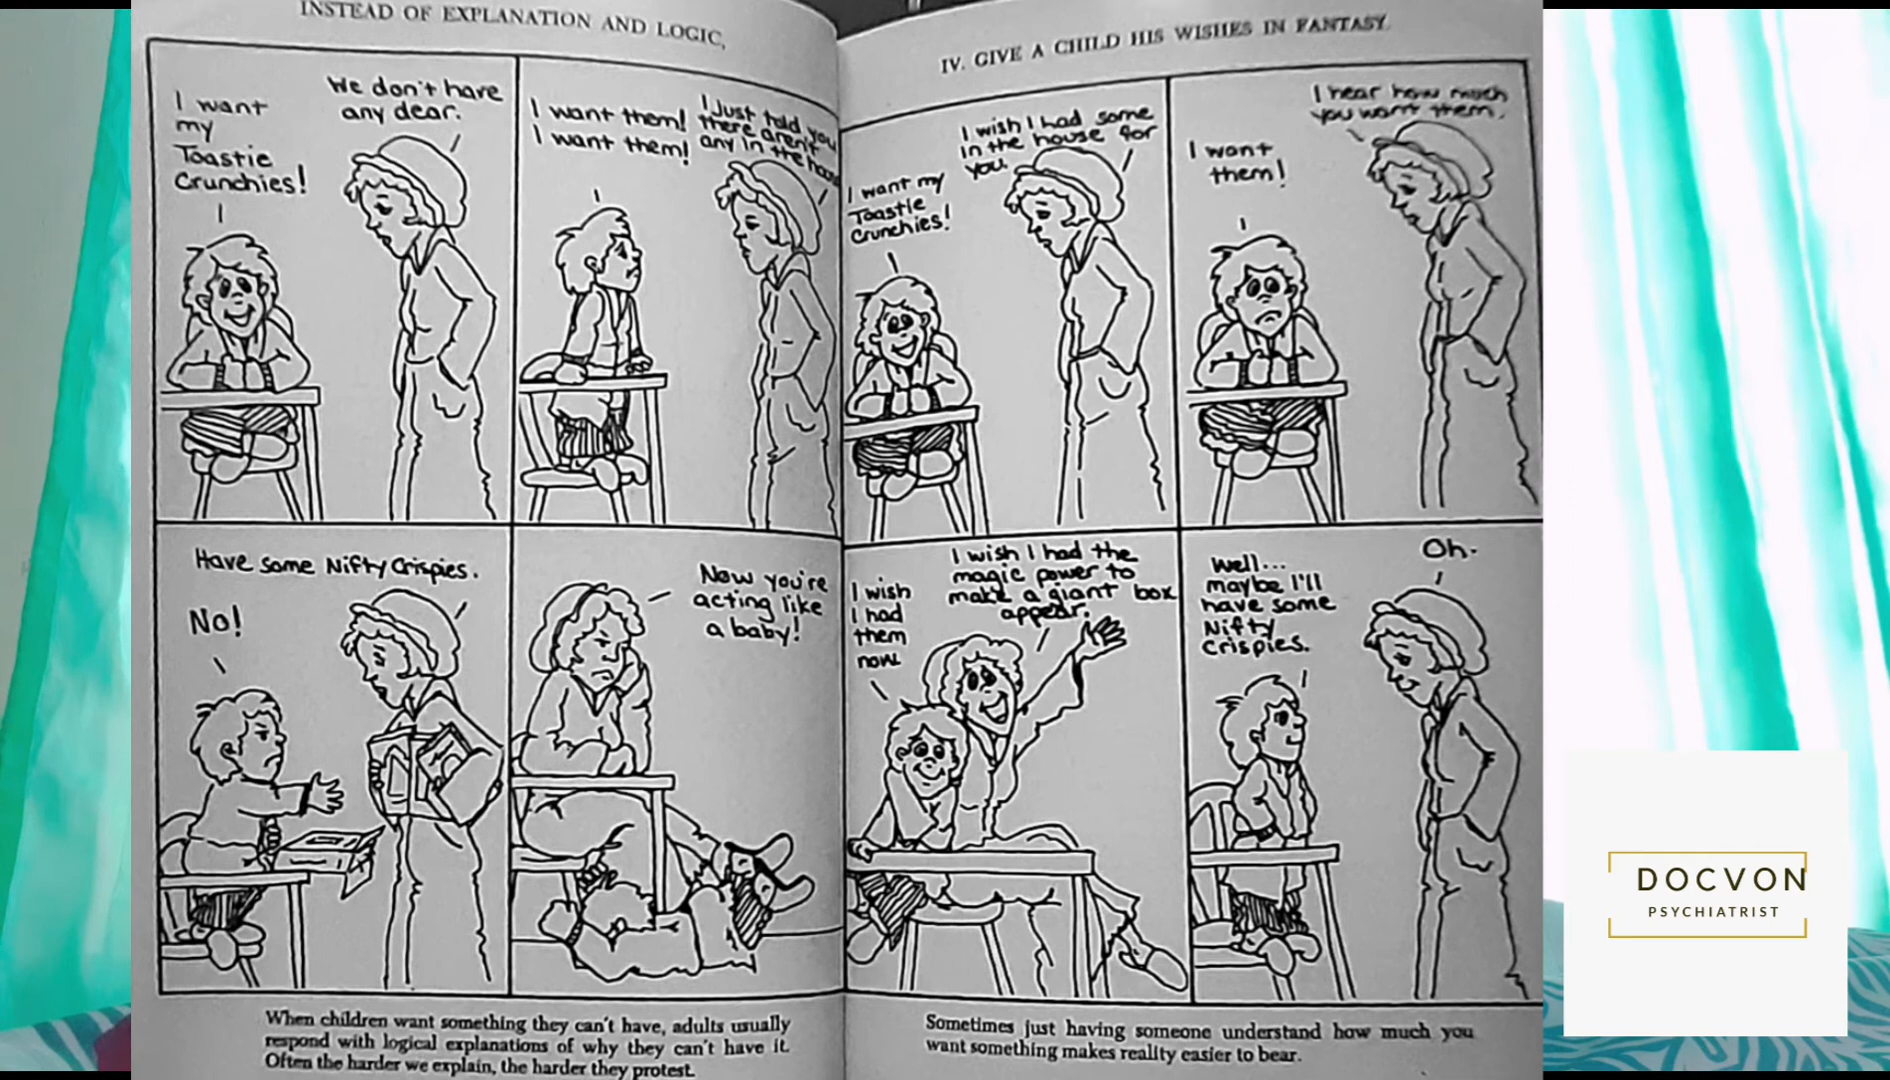 INSTEAD OF EXPLANATION AND LOGIC,
I want
my
Toastie
Crunchies!
We don't have
any dear.
I want them!
I want them!
I Just told you
there aren't
any in the house
Have some Nifty Crispies.
No!
Now you're
acting like
a baby!
When children want something they can't have, adults usually
respond with logical explanations of why they can't have it.
Often the harder we explain, the harder they protest.
IV. GIVE A CHILD HIS WISHES IN FANTASY.
I want my
Toastie
Crunchies!
I wish I had some
in the house for
you.
I want
them!
I hear how much
you want them.
I wish
I had
them
now.
I wish I had the
magic power to
make a giant box
appear.
Well...
maybe I'll
have some
Nifty
Crispies.
Oh.
Sometimes just having someone understand how much you
want something makes reality easier to bear.
DOCVON
PSYCHIATRIST